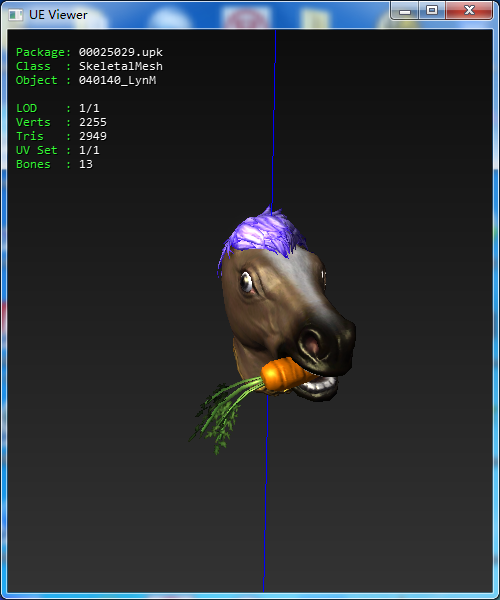 UE Viewer
Package: 00025029.upk
Class : SkeletalMesh
Object : 040140_LynM
LOD : 1/1
Verts : 2255
Tris : 2949
UV Set : 1/1
Bones : 13